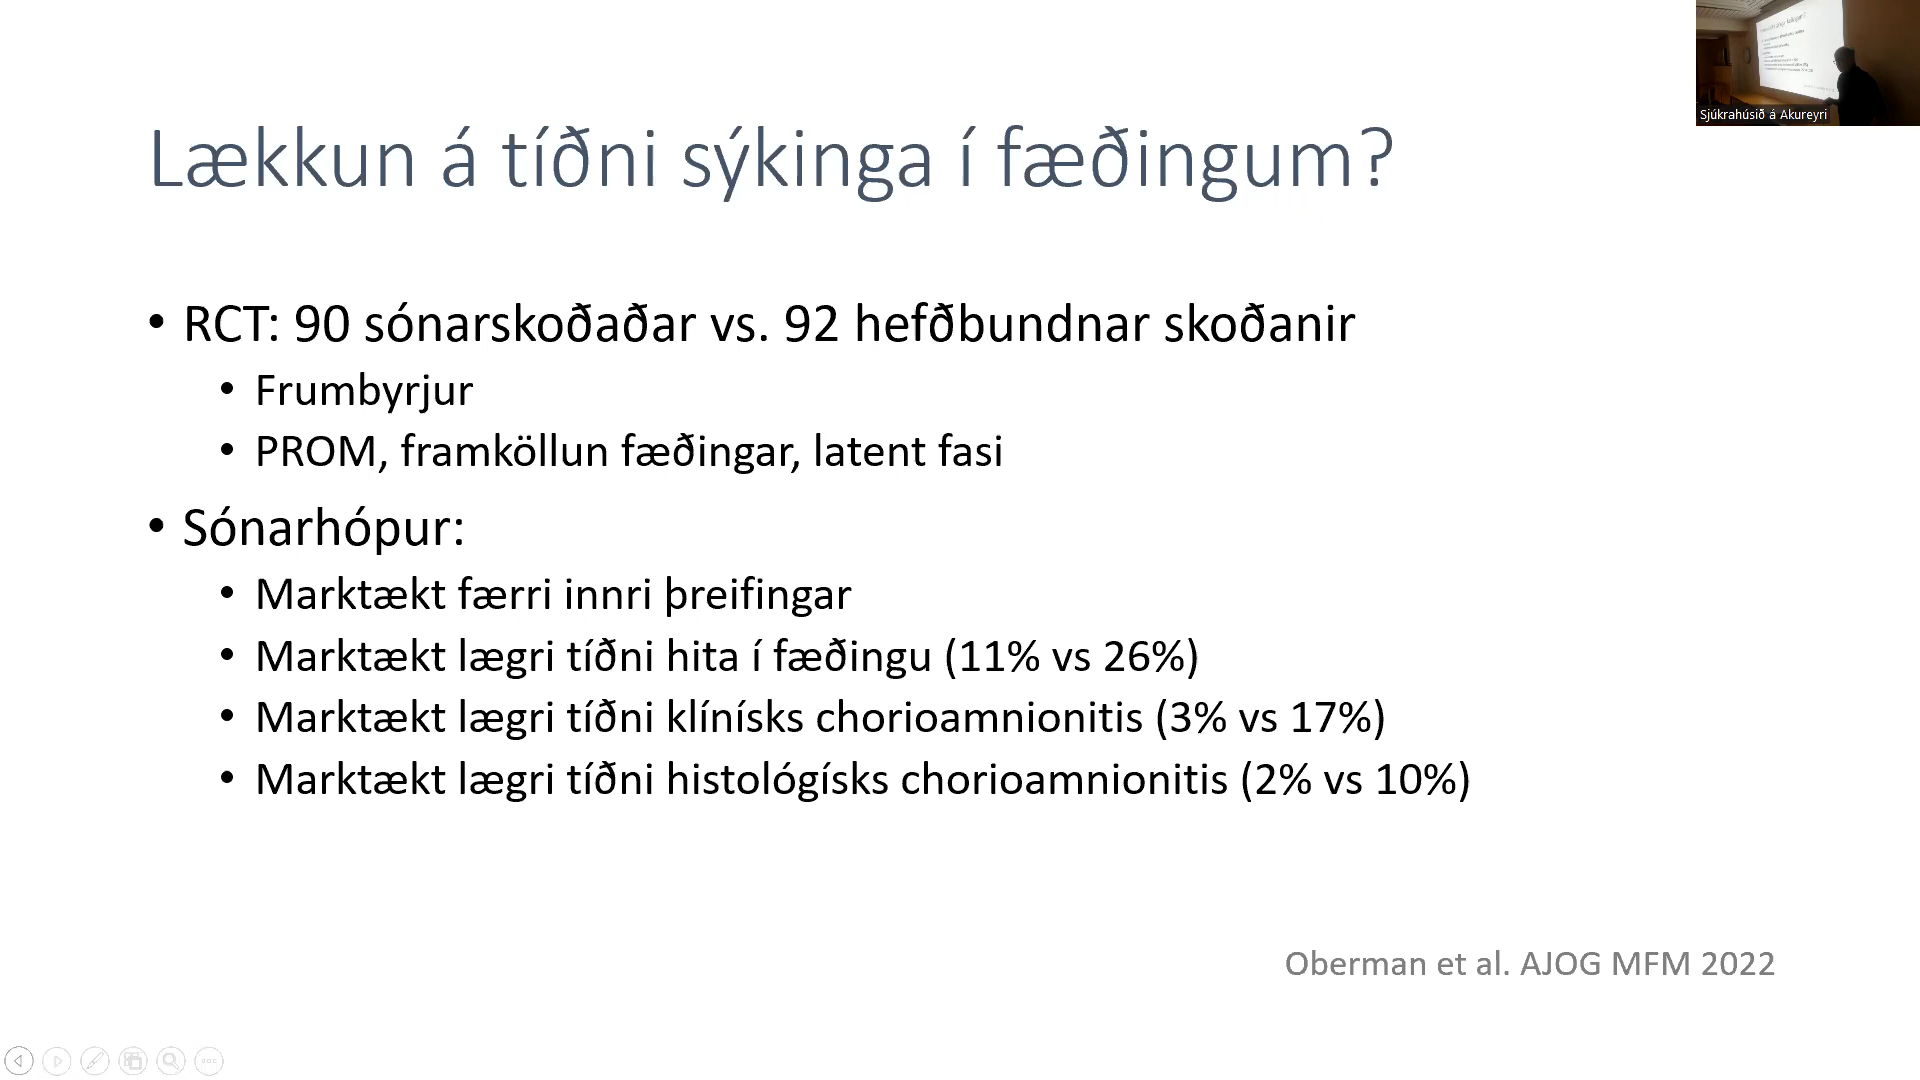 Sjúkrahúsið á Akureyri
Lækkun á tíðni sýkinga í fæðingum?
• RCT: 90 sónarskoðaðar vs. 92 hefðbundnar skoðanir
• Frumbyrjur
• PROM, framköllun fæðingar, latent fasi
• Sónarhópur:
• Marktækt færri innri þreifingar
• Marktækt lægri tíðni hita í fæðingu (11% vs 26%)
• Marktækt lægri tíðni klínísks chorioamnionitis (3% vs 17%)
• Marktækt lægri tíðni histológísks chorioamnionitis (2% vs 10%)
Oberman et al. AJOG MFM 2022